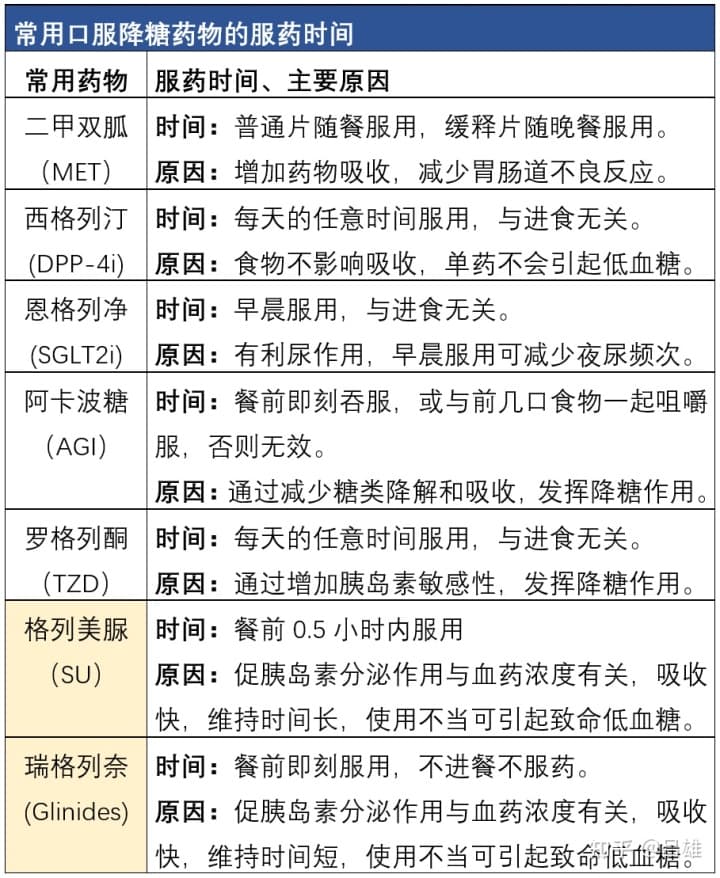 常用口服降糖药物的服药时间
常用药物
服药时间、主要原因
二甲双胍
（MET）
时间：普通片随餐服用，缓释片随晚餐服用。
原因：增加药物吸收，减少胃肠道不良反应。
西格列汀
(DPP-4i)
时间：每天的任意时间服用，与进食无关。
原因：食物不影响吸收，单药不会引起低血糖。
恩格列净
(SGLT2i)
时间：早晨服用，与进食无关。
原因：有利尿作用，早晨服用可减少夜尿频次。
阿卡波糖
（AGI）
时间：餐前即刻吞服，或与前几口食物一起咀嚼
服，否则无效。
原因：通过减少糖类降解和吸收，发挥降糖作用。
罗格列酮
（TZD）
时间：每天的任意时间服用，与进食无关。
原因：通过增加胰岛素敏感性，发挥降糖作用。
格列美脲
（SU）
时间：餐前 0.5 小时内服用
原因：促胰岛素分泌作用与血药浓度有关，吸收
快，维持时间长，使用不当可引起致命低血糖。
瑞格列奈
(Glinides)
时间：餐前即刻服用，不进餐不服药。
原因：促胰岛素分泌作用与血药浓度有关，吸收
快，维持时间短，使用不当可引起致命低血糖。
知乎